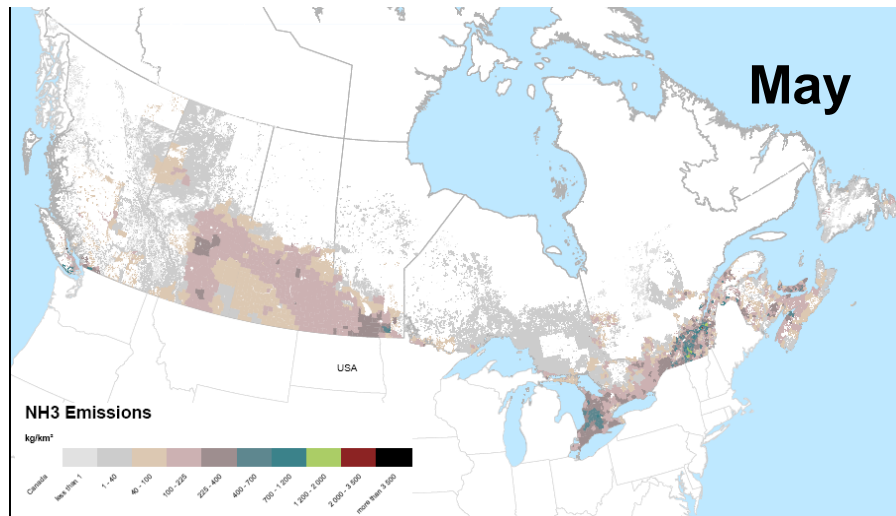 May
USA
NH3 Emissions
kg/km²
Canada
less than 1
1 - 40
40 - 100
100 - 225
225 - 400
400 - 700
700 - 1 200
1 200 - 2 000
2 000 - 3 500
more than 3 500